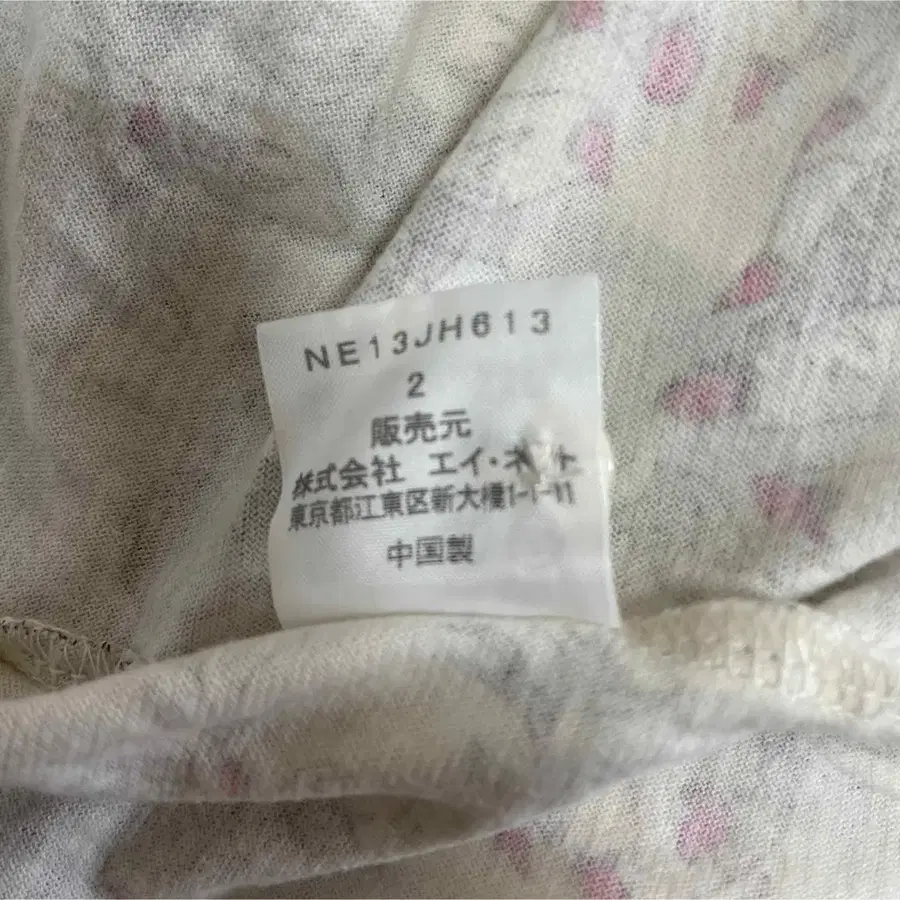 NE13JH613
2
販売元
株式会社 エイ・ネット
東京都江東区新大橋1-1-11
中国製